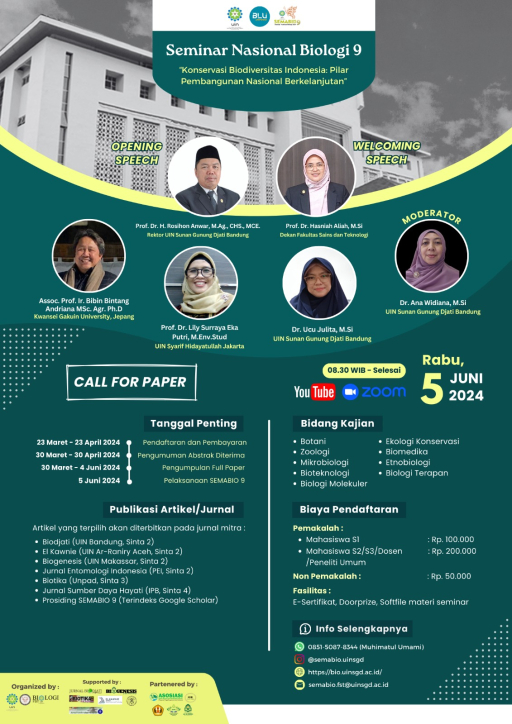 uin
BLU
SEMABIO 9
Seminar Nasional Biologi 9
"Konservasi Biodiversitas Indonesia: Pilar
Pembangunan Nasional Berkelanjutan"
OPENING
SPEECH
WELCOMING
SPEECH
Prof. Dr. H. Rosihon Anwar, M.Ag., CHS., MCE.
Rektor UIN Sunan Gunung Djati Bandung
Prof. Dr. Hasniah Aliah, M.Si
Dekan Fakultas Sains dan Teknologi
MODERATOR
Assoc. Prof. Ir. Bibin Bintang
Andriana MSc. Agr. Ph.D
Kwansei Gakuin University, Jepang
Prof. Dr. Lily Surraya Eka
Putri, M.Env.Stud
UIN Syarif Hidayatullah Jakarta
Dr. Ucu Julita, M.Si
UIN Sunan Gunung Djati Bandung
Dr. Ana Widiana, M.Si
UIN Sunan Gunung Djati Bandung
CALL FOR PAPER
08.30 WIB - Selesai
YouTube
zoom
Rabu,
5 JUNI
2024
Tanggal Penting
23 Maret - 23 April 2024 Pendaftaran dan Pembayaran
30 Maret - 30 April 2024 Pengumuman Abstrak Diterima
30 Maret - 4 Juni 2024 Pengumpulan Full Paper
5 Juni 2024 Pelaksanaan SEMABIO 9
Publikasi Artikel/Jurnal
Artikel yang terpilih akan diterbitkan pada jurnal mitra :
• Biodjati (UIN Bandung, Sinta 2)
• El Kawnie (UIN Ar-Raniry Aceh, Sinta 2)
• Biogenesis (UIN Makassar, Sinta 2)
• Jurnal Entomologi Indonesia (PEI, Sinta 2)
• Biotika (Unpad, Sinta 3)
• Jurnal Sumber Daya Hayati (IPB, Sinta 4)
• Prosiding SEMABIO 9 (Terindeks Google Scholar)
Bidang Kajian
• Botani
• Zoologi
• Mikrobiologi
• Bioteknologi
• Biologi Molekuler
• Ekologi Konservasi
• Biomedika
• Etnobiologi
• Biologi Terapan
Biaya Pendaftaran
Pemakalah :
• Mahasiswa S1 : Rp. 100.000
• Mahasiswa S2/S3/Dosen : Rp. 200.000
/Peneliti Umum
Non Pemakalah : : Rp. 50.000
Fasilitas :
E-Sertifikat, Doorprize, Softfile materi seminar
Info Selengkapnya
0851-5087-8344 (Muhimatul Umami)
@semabio.uinsgd
https://bio.uinsgd.ac.id/
semabio.fst@uinsgd.ac.id
Organized by :
Supported by :
Partenered by :